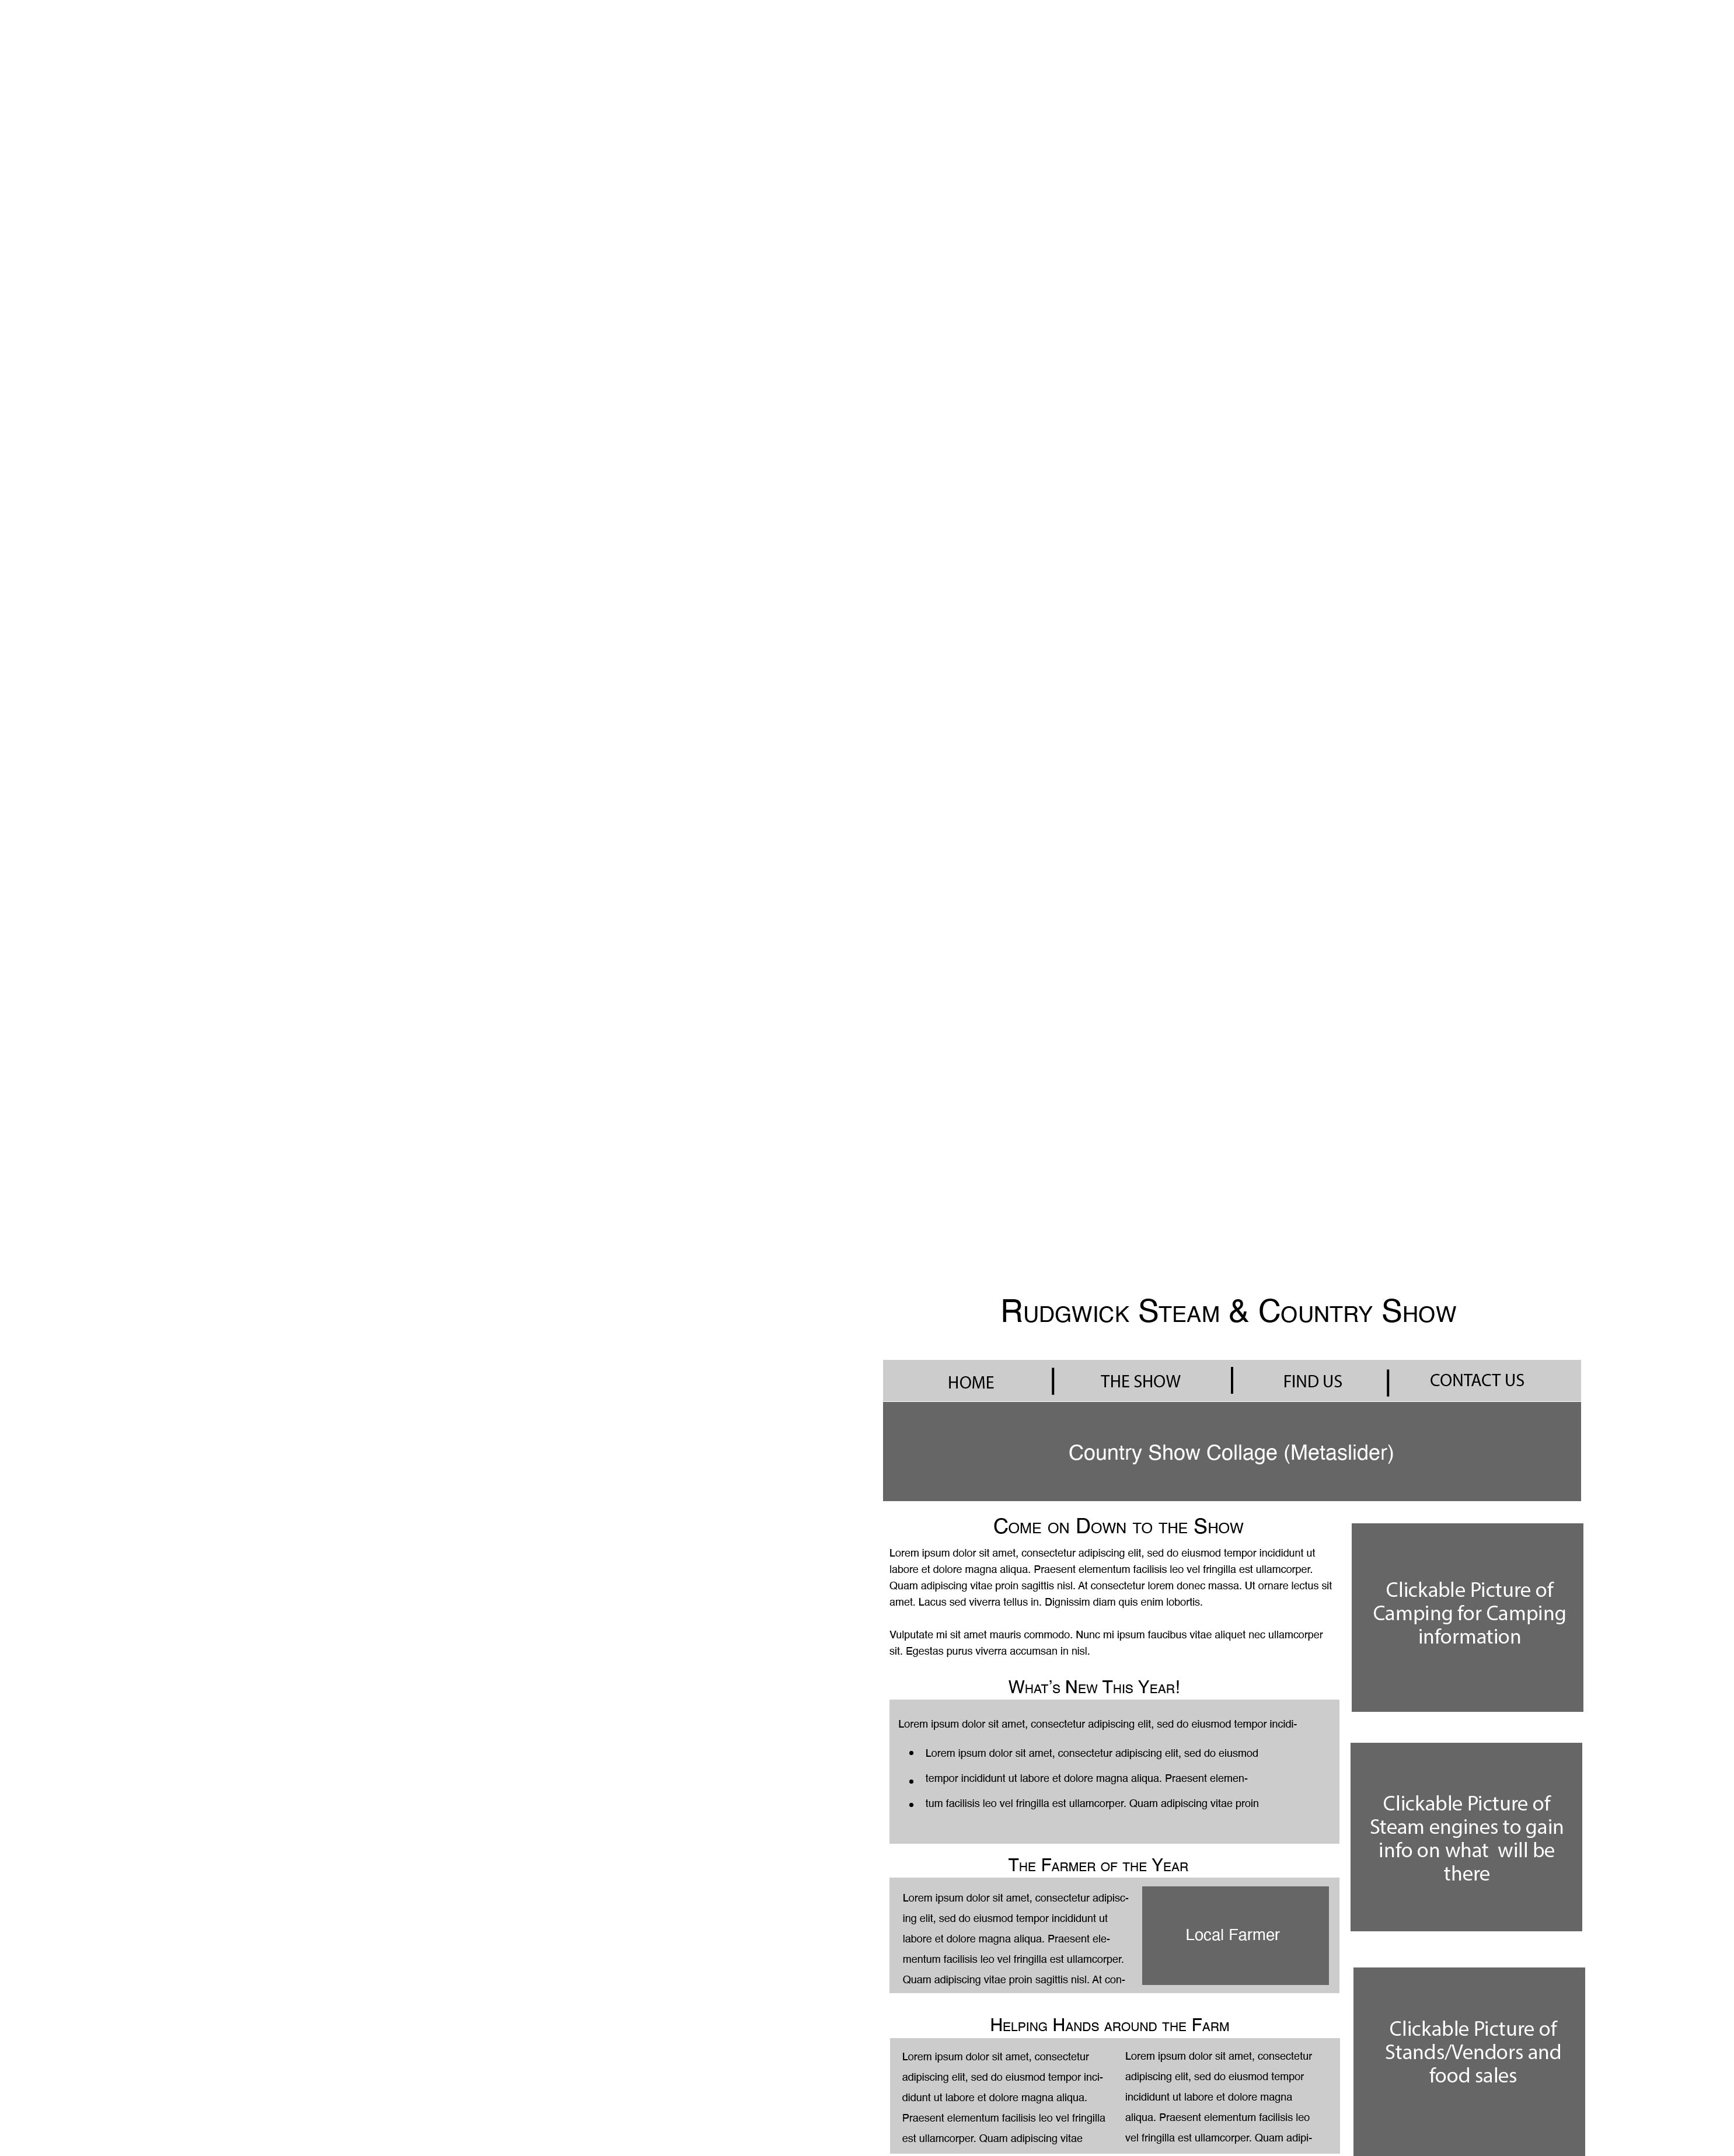 Rudgwick Steam & Country Show
HOME
THE SHOW
FIND US
CONTACT US
Country Show Collage (Metaslider)
Come on Down to the Show
Lorem ipsum dolor sit amet, consectetur adipiscing elit, sed do eiusmod tempor incididunt ut
labore et dolore magna aliqua. Praesent elementum facilisis leo vel fringilla est ullamcorper.
Quam adipiscing vitae proin sagittis nisl. At consectetur lorem donec massa. Ut ornare lectus sit
amet. Lacus sed viverra tellus in. Dignissim diam quis enim lobortis.
Vulputate mi sit amet mauris commodo. Nunc mi ipsum faucibus vitae aliquet nec ullamcorper
sit. Egestas purus viverra accumsan in nisl.
What's New This Year!
Lorem ipsum dolor sit amet, consectetur adipiscing elit, sed do eiusmod tempor incidi-
• Lorem ipsum dolor sit amet, consectetur adipiscing elit, sed do eiusmod
• tempor incididunt ut labore et dolore magna aliqua. Praesent elemen-
• tum facilisis leo vel fringilla est ullamcorper. Quam adipiscing vitae proin
The Farmer of the Year
Lorem ipsum dolor sit amet, consectetur adipisc-
ing elit, sed do eiusmod tempor incididunt ut
labore et dolore magna aliqua. Praesent ele-
mentum facilisis leo vel fringilla est ullamcorper.
Quam adipiscing vitae proin sagittis nisl. At con-
Local Farmer
Helping Hands around the Farm
Lorem ipsum dolor sit amet, consectetur
adipiscing elit, sed do eiusmod tempor inci-
didunt ut labore et dolore magna aliqua.
Praesent elementum facilisis leo vel fringilla
est ullamcorper. Quam adipiscing vitae
Lorem ipsum dolor sit amet, consectetur
adipiscing elit, sed do eiusmod tempor
incididunt ut labore et dolore magna
aliqua. Praesent elementum facilisis leo
vel fringilla est ullamcorper. Quam adipi-
Clickable Picture of
Camping for Camping
information
Clickable Picture of
Steam engines to gain
info on what will be
there
Clickable Picture of
Stands/Vendors and
food sales